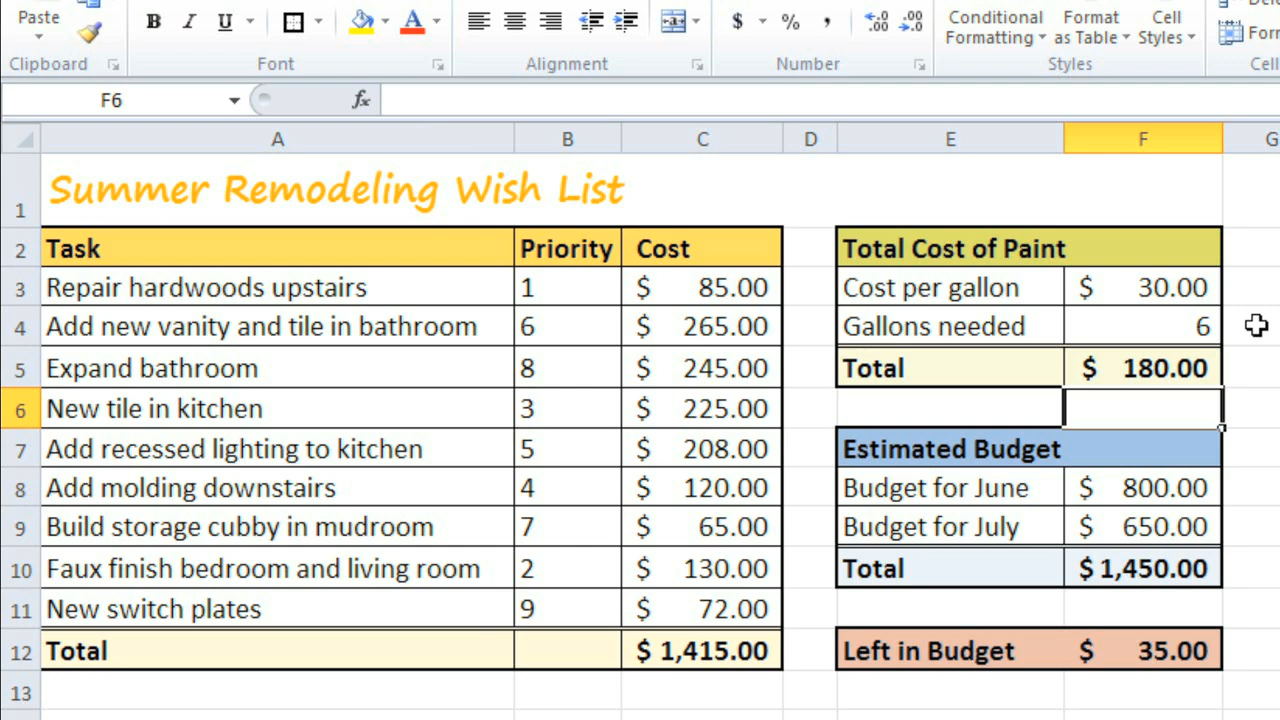 Paste
B I U A
$ % , .00 .00
Conditional Formatting
Format as Table
Cell Styles
Clipboard Font Alignment Number Styles
F6 fx
A B C D E F G
1 Summer Remodeling Wish List
2 Task Priority Cost Total Cost of Paint
3 Repair hardwoods upstairs 1 $ 85.00 Cost per gallon $ 30.00
4 Add new vanity and tile in bathroom 6 $ 265.00 Gallons needed 6
5 Expand bathroom 8 $ 245.00 Total $ 180.00
6 New tile in kitchen 3 $ 225.00
7 Add recessed lighting to kitchen 5 $ 208.00 Estimated Budget
8 Add molding downstairs 4 $ 120.00 Budget for June $ 800.00
9 Build storage cubby in mudroom 7 $ 65.00 Budget for July $ 650.00
10 Faux finish bedroom and living room 2 $ 130.00 Total $ 1,450.00
11 New switch plates 9 $ 72.00
12 Total $ 1,415.00 Left in Budget $ 35.00
13